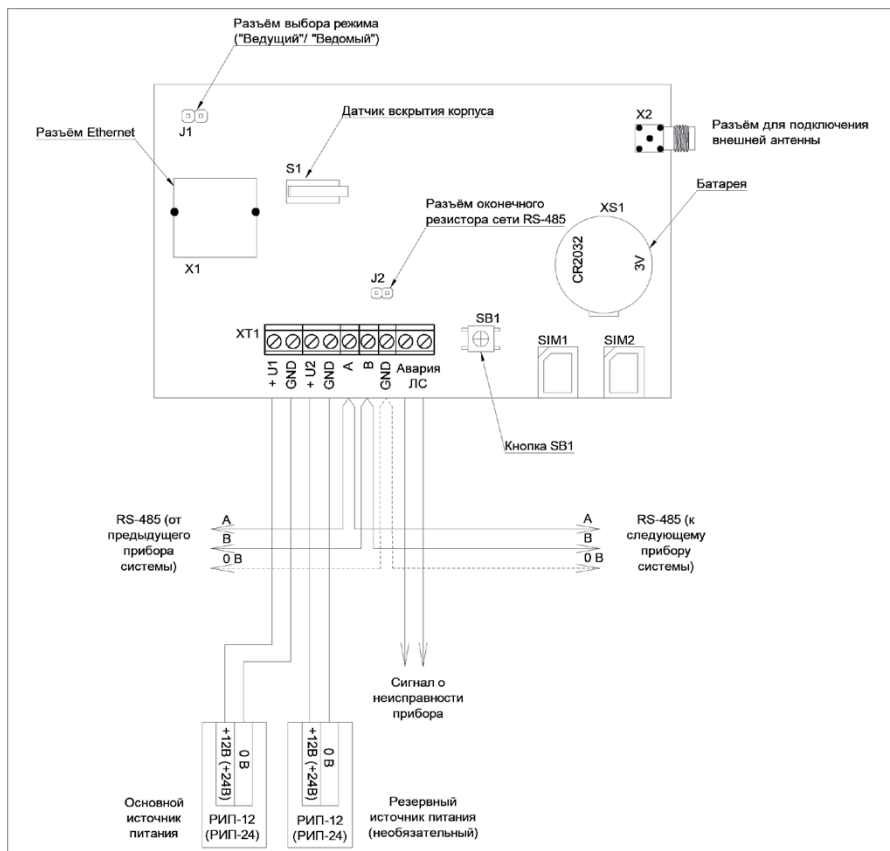 Разъём выбора режима
("Ведущий"/ "Ведомый")
J1
Разъём Ethernet
X1
Датчик вскрытия корпуса
S1
X2
Разъём для подключения
внешней антенны
Батарея
XS1
CR2032
3V
Разъём оконечного
резистора сети RS-485
J2
XT1
SB1
SIM1
SIM2
+ U1
GND
+ U2
GND
A
B
GND
Авария
ЛС
Кнопка SB1
RS-485 (от
предыдущего
прибора
системы)
A
B
0 В
A
B
0 В
RS-485 (к
следующему
прибору
системы)
Сигнал о
неисправности
прибора
Основной
источник
питания
+12В (+24В)
0 В
РИП-12
(РИП-24)
+12В (+24В)
0 В
РИП-12
(РИП-24)
Резервный
источник питания
(необязательный)